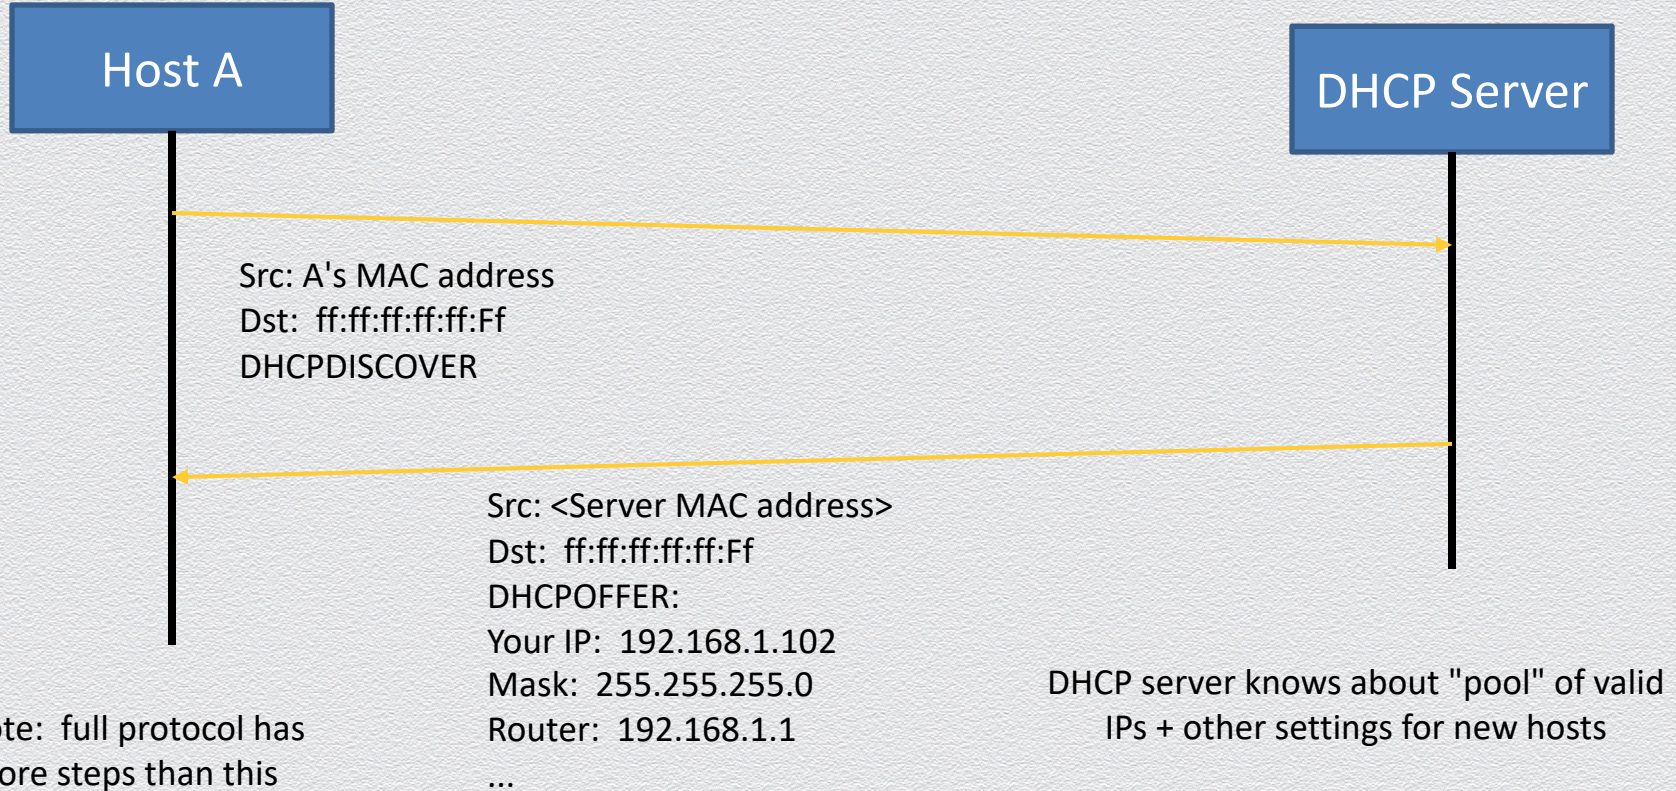 Host A
DHCP Server
Src: A's MAC address
Dst:  ff:ff:ff:ff:ff:Ff
DHCPDISCOVER
Src: <Server MAC address>
Dst:  ff:ff:ff:ff:ff:Ff
DHCPOFFER:
Your IP:  192.168.1.102
Mask:  255.255.255.0
Router:  192.168.1.1
...
DHCP server knows about "pool" of valid
IPs + other settings for new hosts
te:  full protocol has
ore steps than this